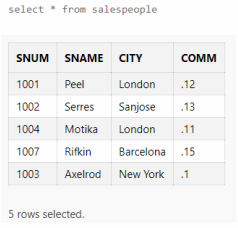 select * from salespeople
SNUM SNAME CITY COMM
1001 Peel London .12
1002 Serres Sanjose .13
1004 Motika London .11
1007 Rifkin Barcelona .15
1003 Axelrod New York .1
5 rows selected.